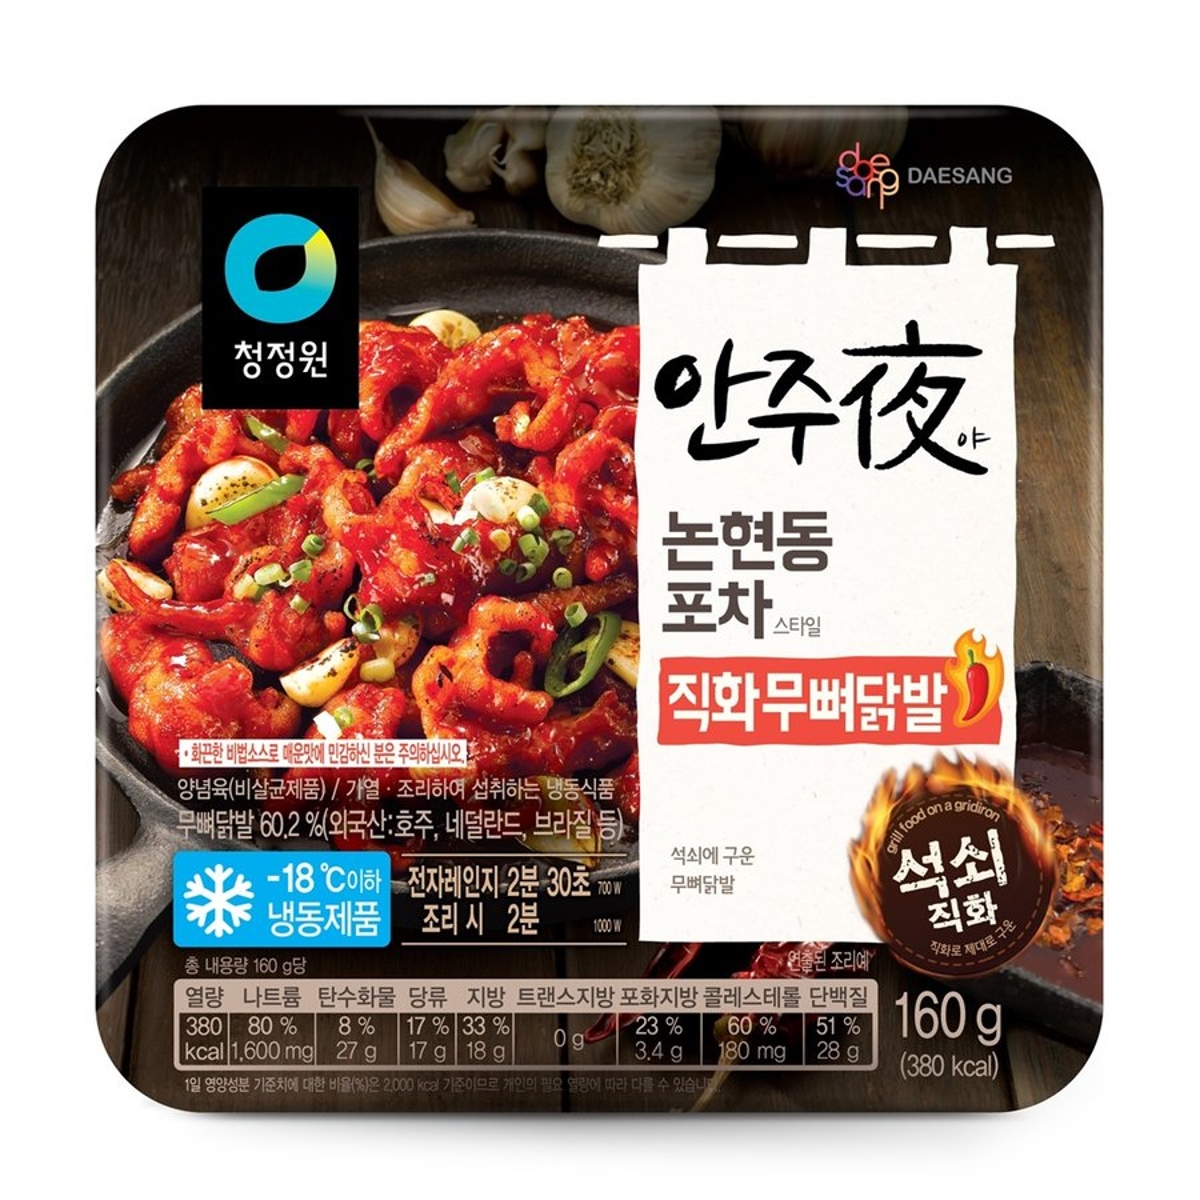 dae
sang
DAESANG
청정원
안주夜
야
논현동
포차 스타일
직화무뼈닭발
• 화끈한 비법소스로 매운맛에 민감하신 분은 주의하십시오.
양념육(비살균제품) / 가열·조리하여 섭취하는 냉동식품
무뼈닭발 60.2 %(외국산:호주, 네덜란드, 브라질 등)
석쇠에 구운
무뼈닭발
grill food on a gridiron
석쇠
직화
직화로 제대로 구운
-18 ℃이하
냉동제품
전자레인지 2분 30초 700 W
조리 시 2분 1000 W
연출된 조리예
총 내용량 160 g당
열량 나트륨 탄수화물 당류 지방 트랜스지방 포화지방 콜레스테롤 단백질
380 80 % 8 % 17 % 33 % 0 g 23 % 60 % 51 %
kcal 1,600 mg 27 g 17 g 18 g 3.4 g 180 mg 28 g
160 g
(380 kcal)
1일 영양성분 기준치에 대한 비율(%)은 2,000 kcal 기준이므로 개인의 필요 열량에 따라 다를 수 있습니다.